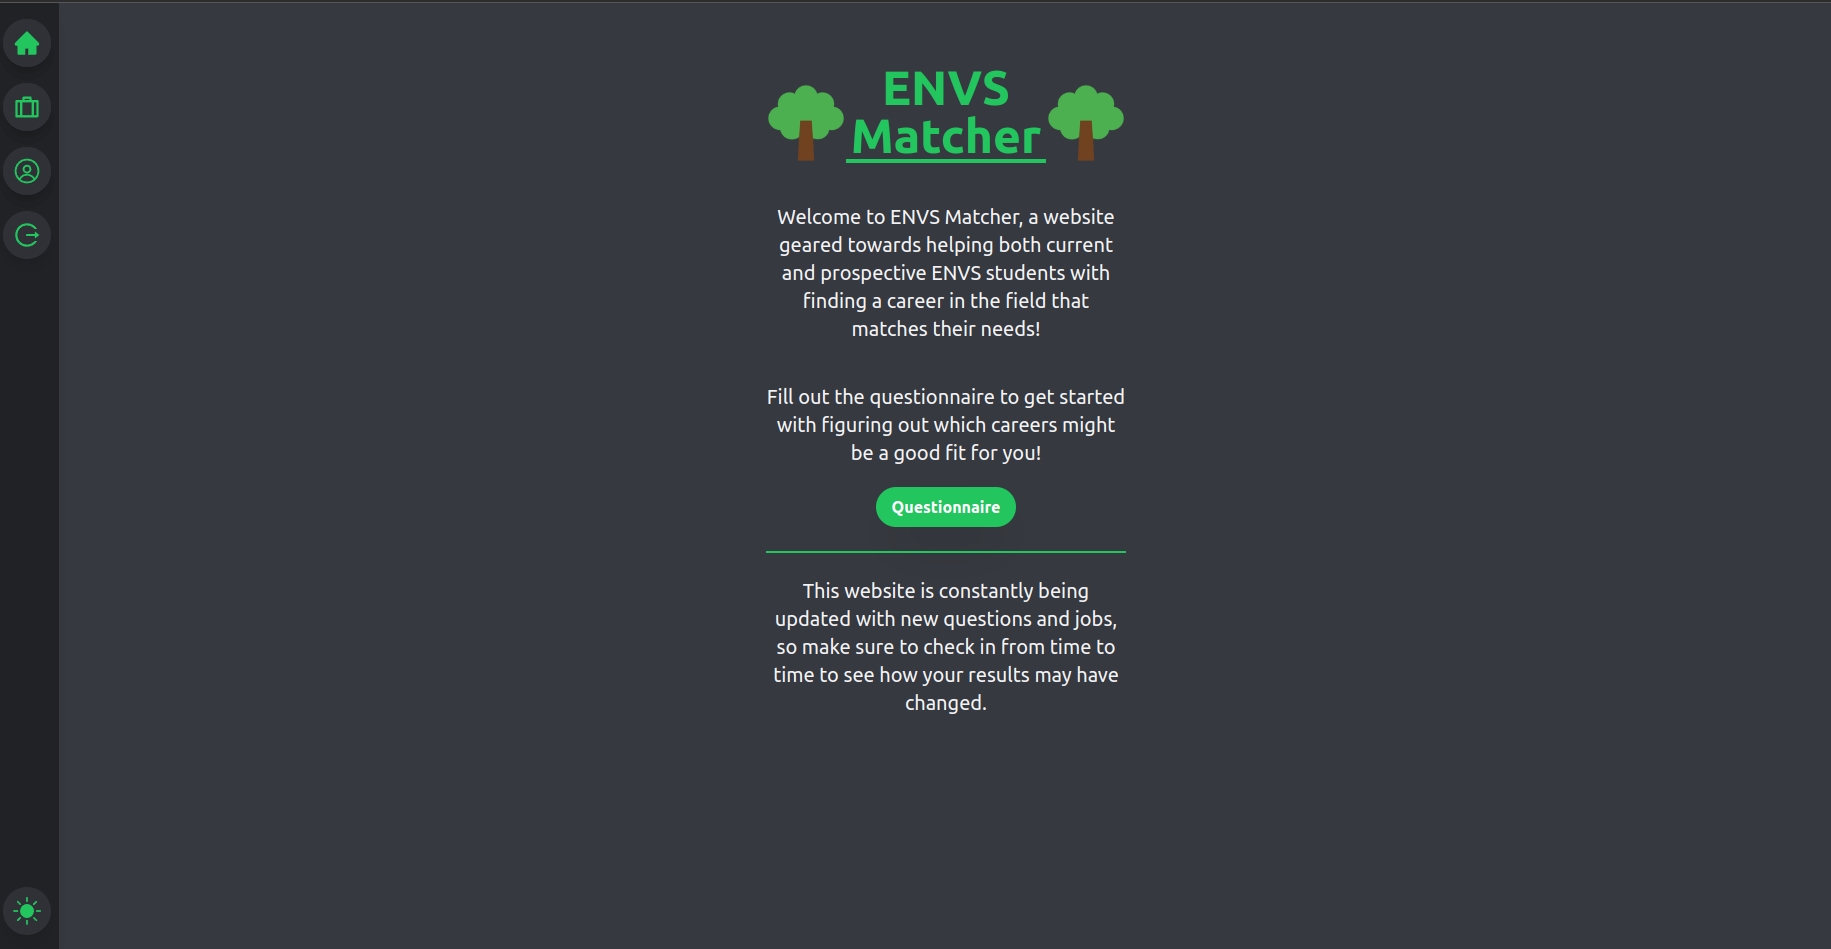 ENVS
Matcher
Welcome to ENVS Matcher, a website
geared towards helping both current
and prospective ENVS students with
finding a career in the field that
matches their needs!
Fill out the questionnaire to get started
with figuring out which careers might
be a good fit for you!
Questionnaire
This website is constantly being
updated with new questions and jobs,
so make sure to check in from time to
time to see how your results may have
changed.